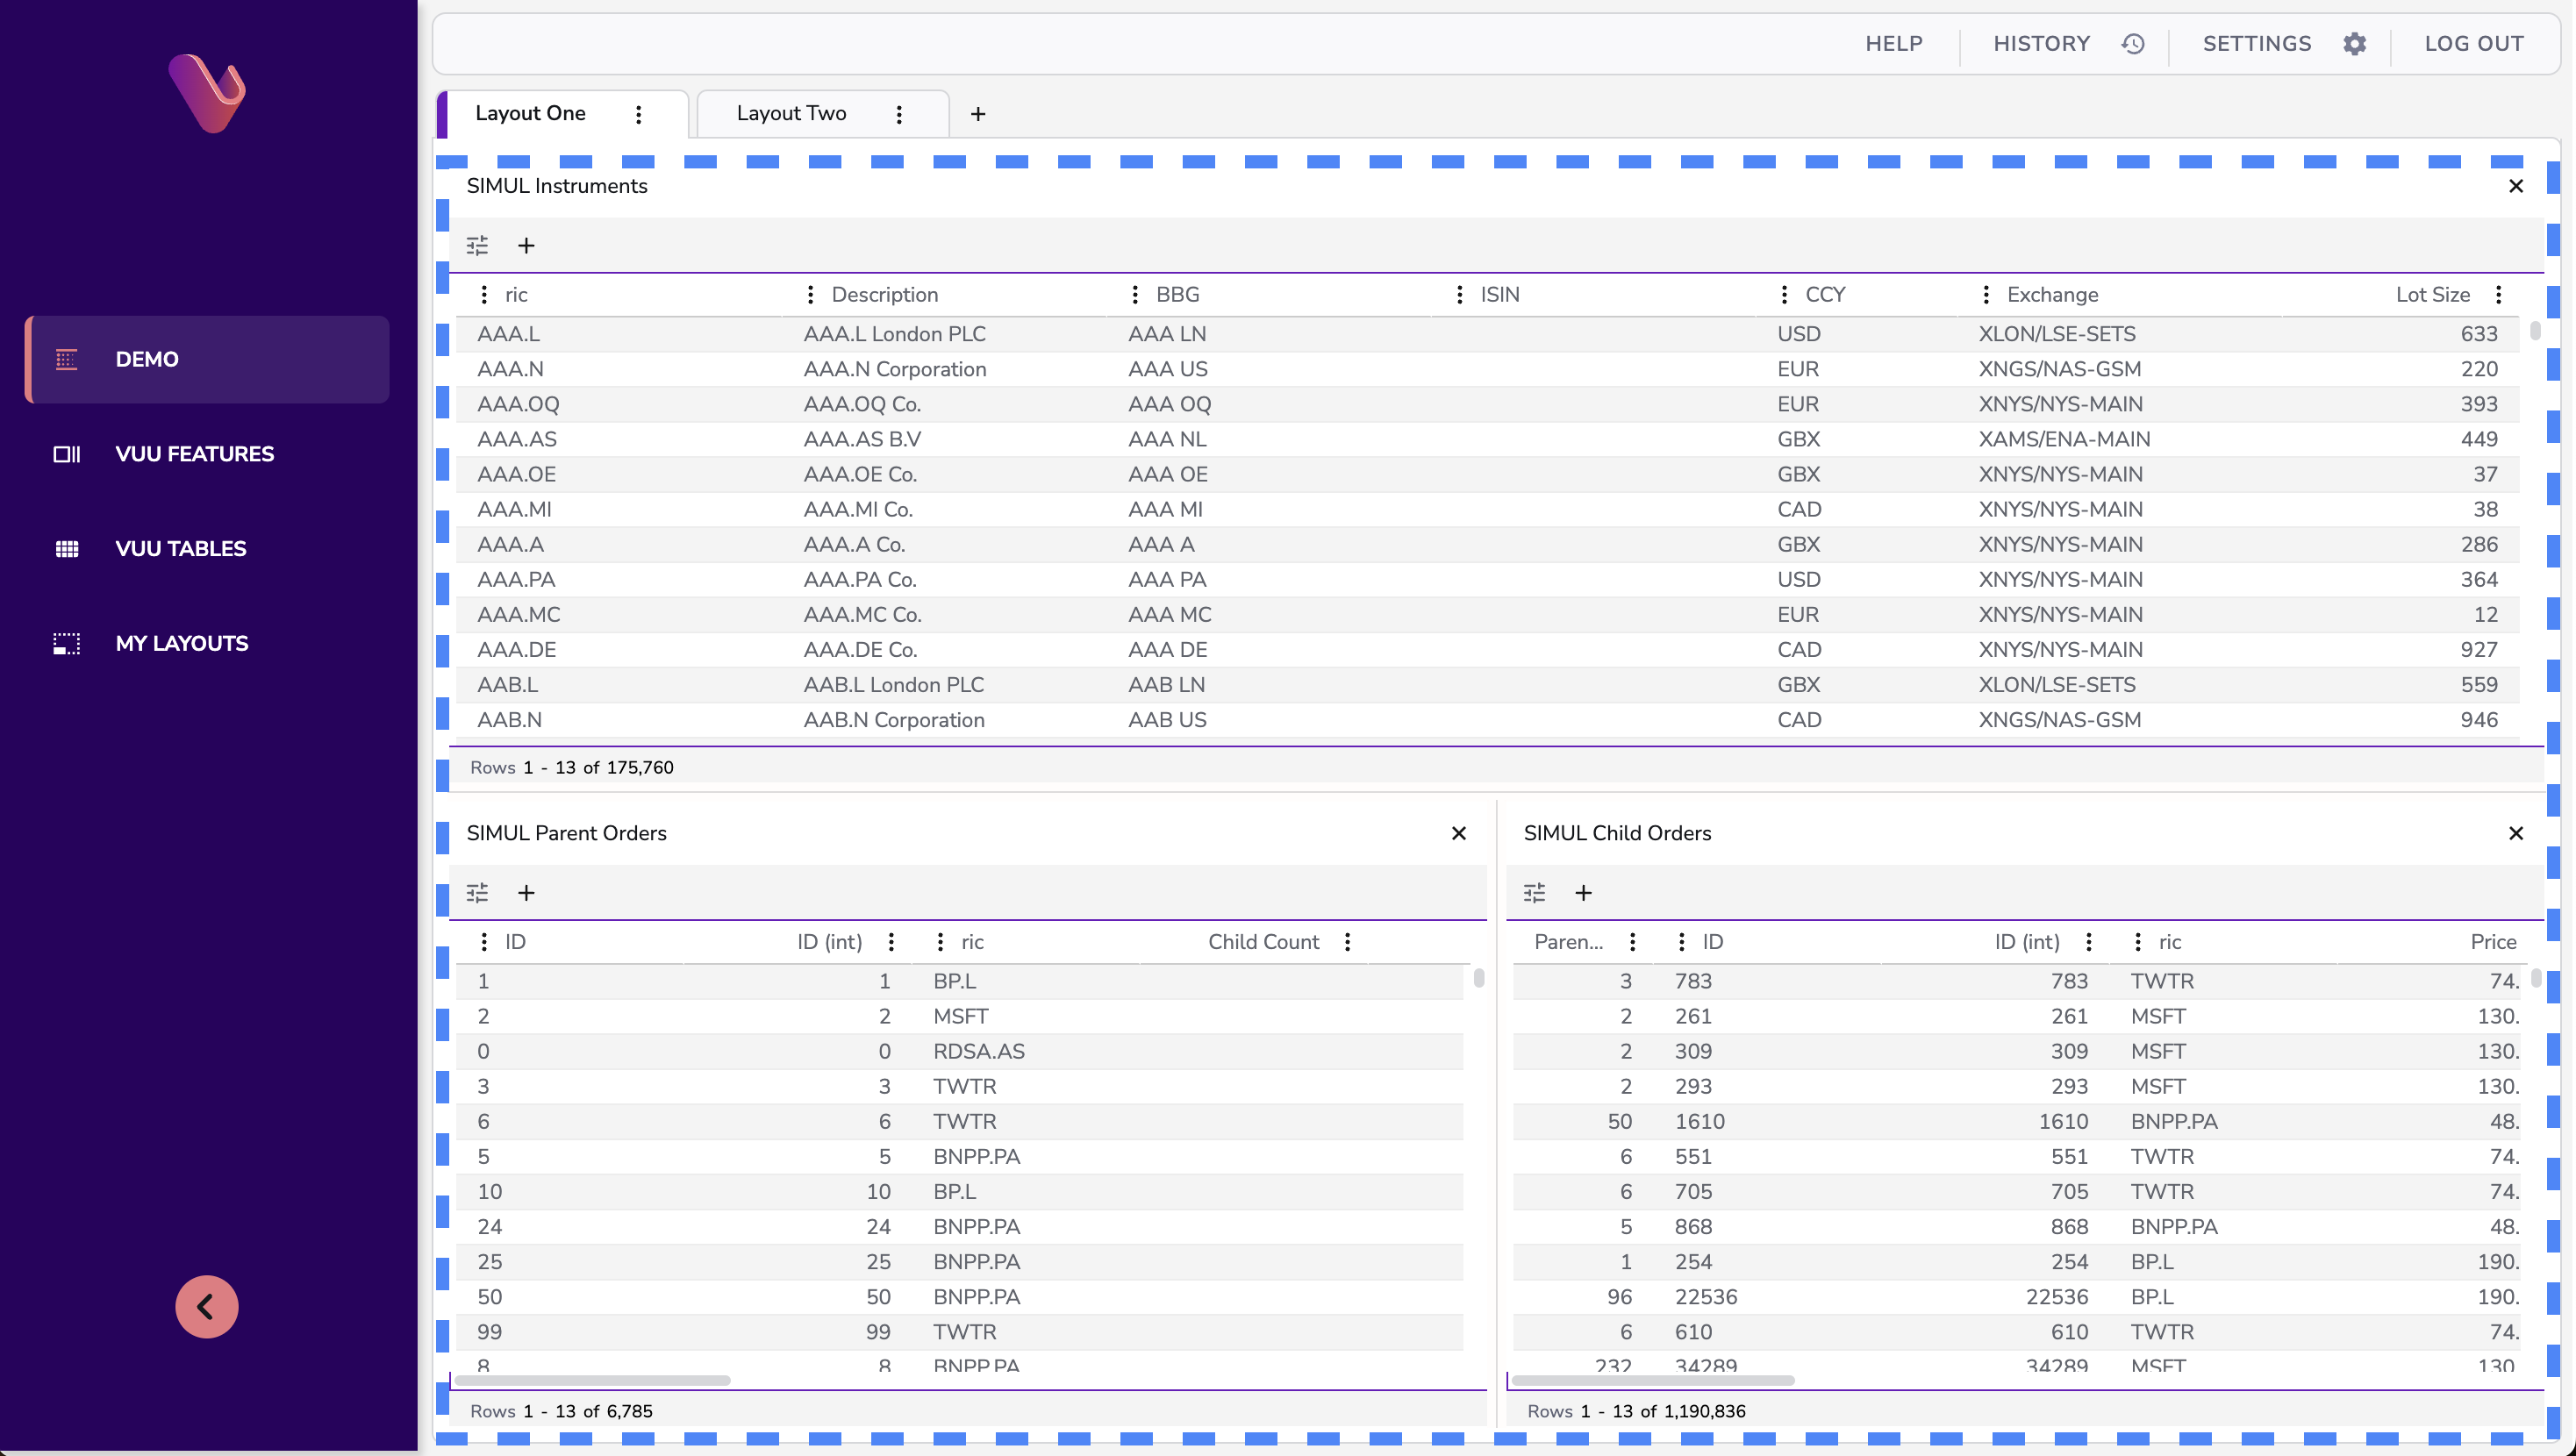 HELP HISTORY SETTINGS LOG OUT
Layout One Layout Two
DEMO
VUU FEATURES
VUU TABLES
MY LAYOUTS
SIMUL Instruments
ric Description BBG ISIN CCY Exchange Lot Size
AAA.L AAA.L London PLC AAA LN USD XLON/LSE-SETS 633
AAA.N AAA.N Corporation AAA US EUR XNGS/NAS-GSM 220
AAA.OQ AAA.OQ Co. AAA OQ EUR XNYS/NYS-MAIN 393
AAA.AS AAA.AS B.V AAA NL GBX XAMS/ENA-MAIN 449
AAA.OE AAA.OE Co. AAA OE GBX XNYS/NYS-MAIN 37
AAA.MI AAA.MI Co. AAA MI CAD XNYS/NYS-MAIN 38
AAA.A AAA.A Co. AAA A GBX XNYS/NYS-MAIN 286
AAA.PA AAA.PA Co. AAA PA USD XNYS/NYS-MAIN 364
AAA.MC AAA.MC Co. AAA MC EUR XNYS/NYS-MAIN 12
AAA.DE AAA.DE Co. AAA DE CAD XNYS/NYS-MAIN 927
AAB.L AAB.L London PLC AAB LN GBX XLON/LSE-SETS 559
AAB.N AAB.N Corporation AAB US CAD XNGS/NAS-GSM 946
Rows 1 - 13 of 175,760
SIMUL Parent Orders
ID ID (int) ric Child Count
1 1 BP.L
2 2 MSFT
0 0 RDSA.AS
3 3 TWTR
6 6 TWTR
5 5 BNPP.PA
10 10 BP.L
24 24 BNPP.PA
25 25 BNPP.PA
50 50 BNPP.PA
99 99 TWTR
8 8 BNPP.PA
Rows 1 - 13 of 6,785
SIMUL Child Orders
Paren... ID ID (int) ric Price
3 783 783 TWTR 74.
2 261 261 MSFT 130.
2 309 309 MSFT 130.
2 293 293 MSFT 130.
50 1610 1610 BNPP.PA 48.
6 551 551 TWTR 74.
6 705 705 TWTR 74.
5 868 868 BNPP.PA 48.
1 254 254 BP.L 190.
96 22536 22536 BP.L 190.
6 610 610 TWTR 74.
232 34289 34289 MSFT 130
Rows 1 - 13 of 1,190,836